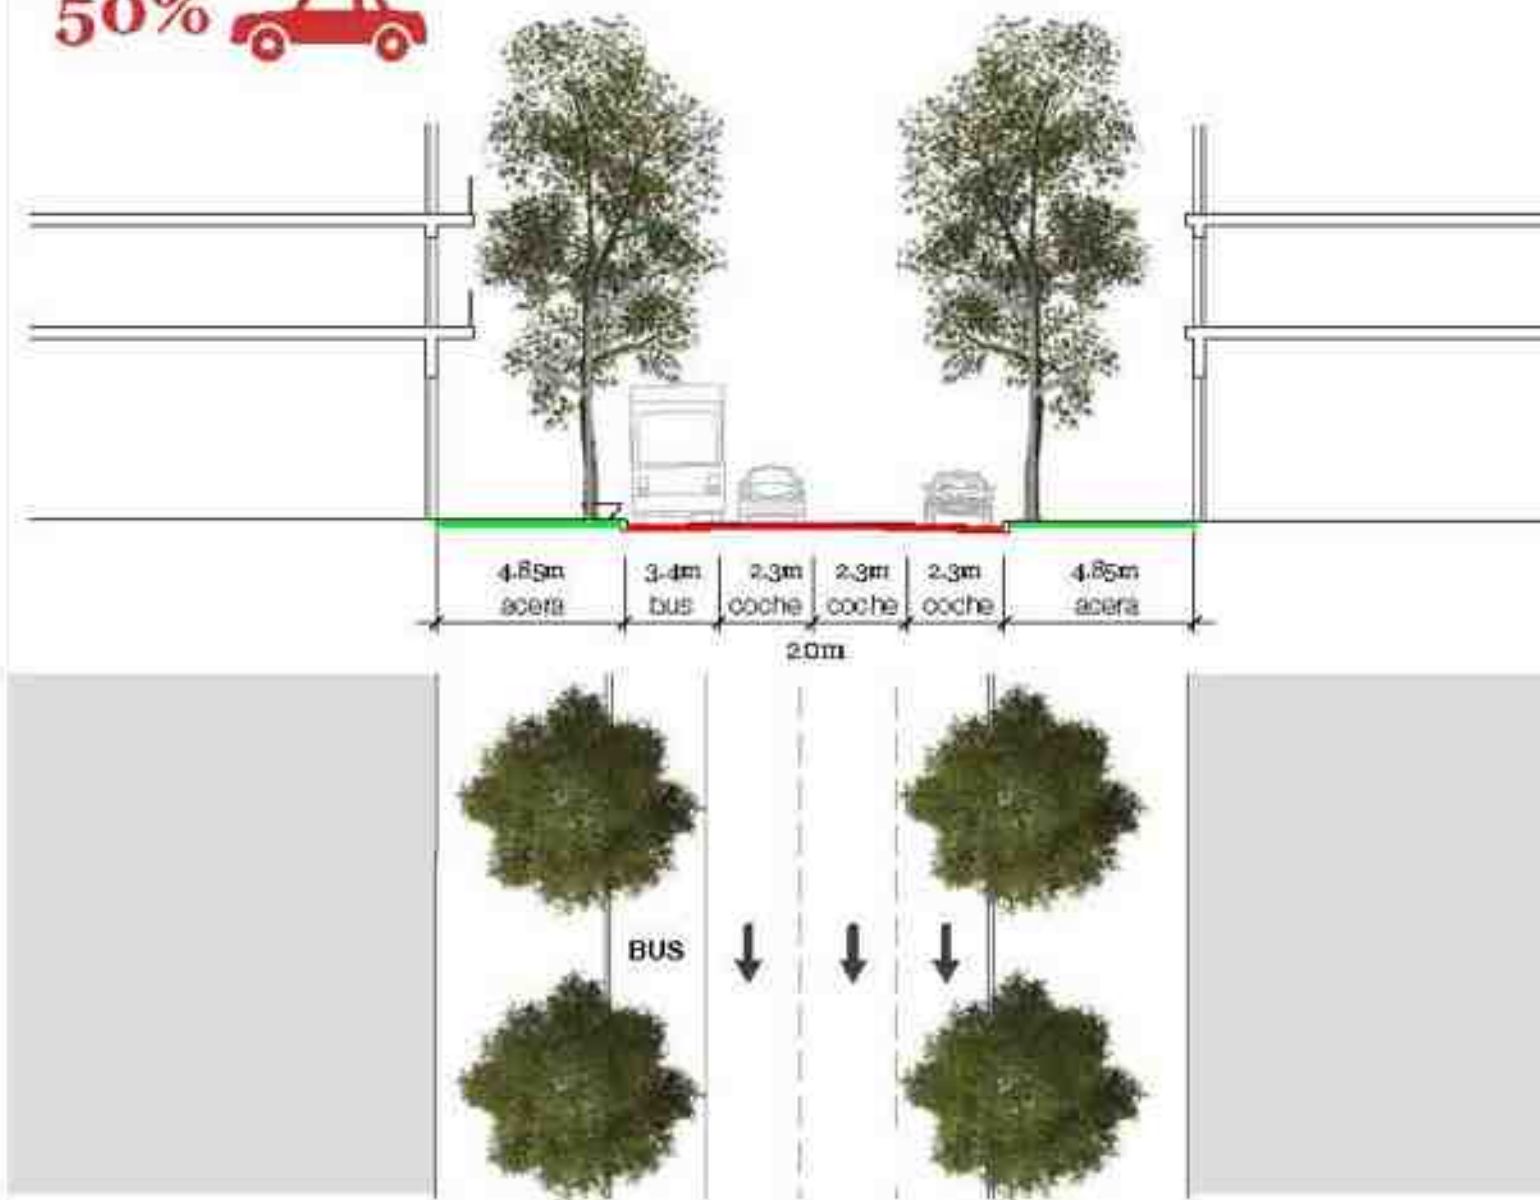 50%
4.85m 3.4m 2.3m 2.3m 2.3m 4.85m
acera bus coche coche coche acera
20m
BUS